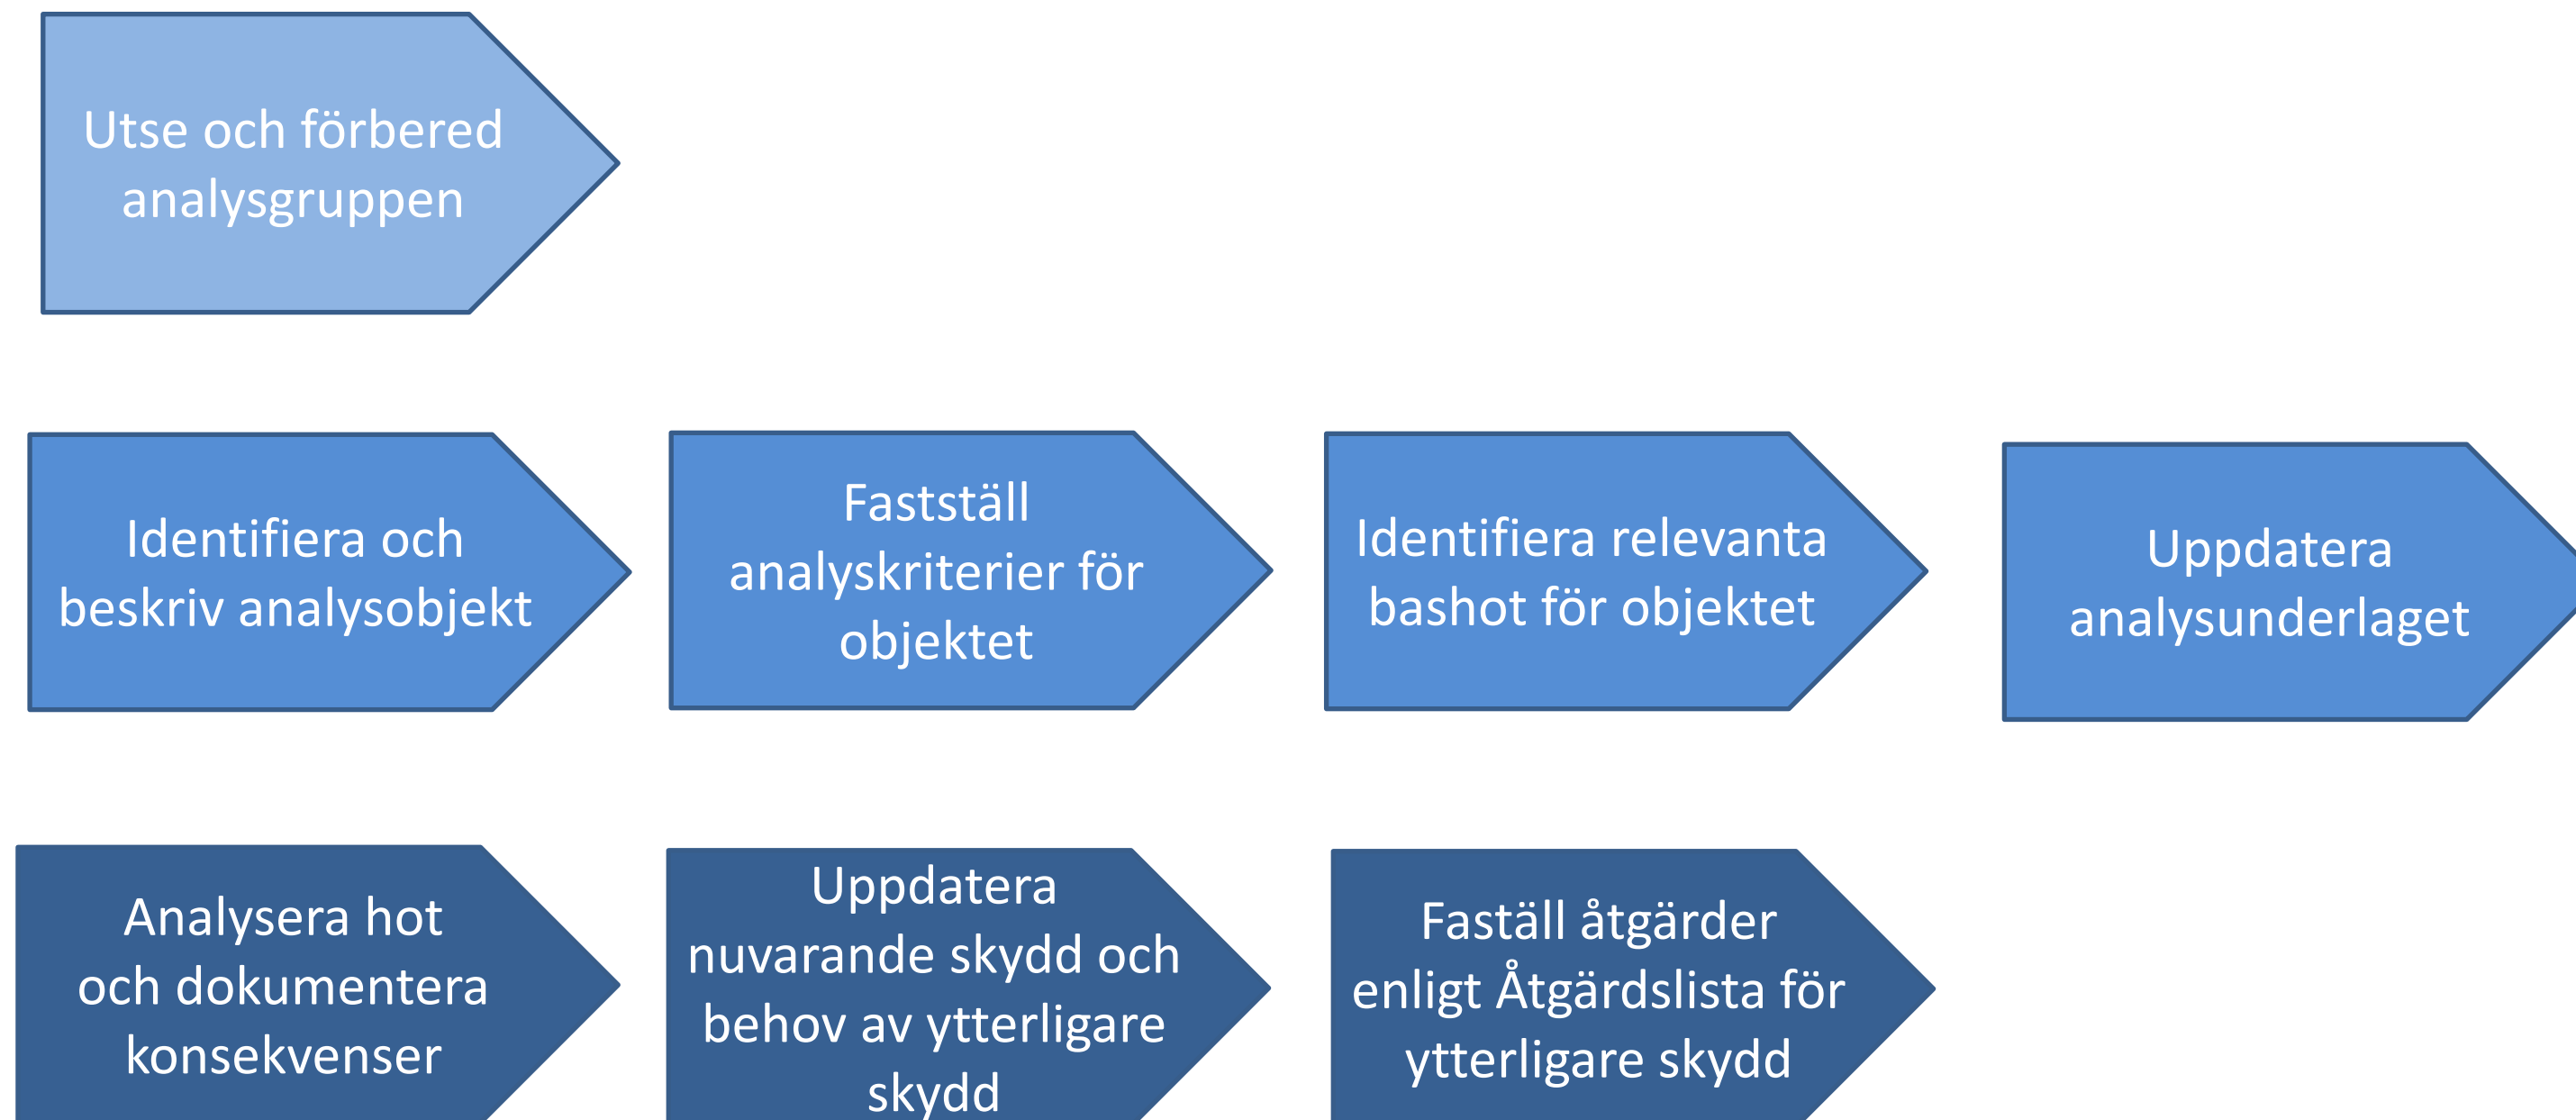 Utse och förbered
analysgruppen
Identifiera och
beskriv analysobjekt
Fastställ
analyskriterier för
objektet
Identifiera relevanta
bashot för objektet
Uppdatera
analysunderlaget
Analysera hot
och dokumentera
konsekvenser
Uppdatera
nuvarande skydd och
behov av ytterligare
skydd
Faställ åtgärder
enligt Åtgärdslista för
ytterligare skydd